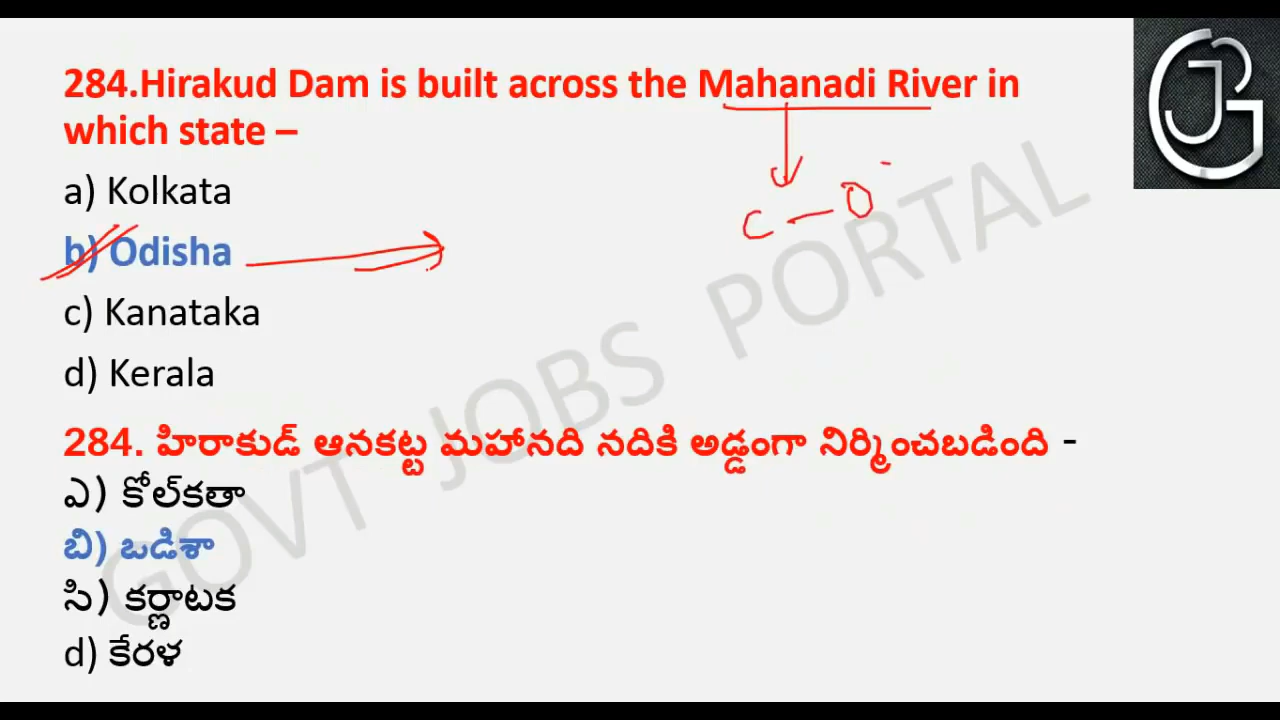 284.Hirakud Dam is built across the Mahanadi River in
which state –
a) Kolkata
b) Odisha
c) Kanataka
d) Kerala
C – O
284. హిరాకుడ్ ఆనకట్ట మహానది నదికి అడ్డంగా నిర్మించబడింది -
ఎ) కోల్‌కతా
బి) ఒడిశా
సి) కర్ణాటక
d) కేరళ
GOVT JOBS PORTAL
GJ